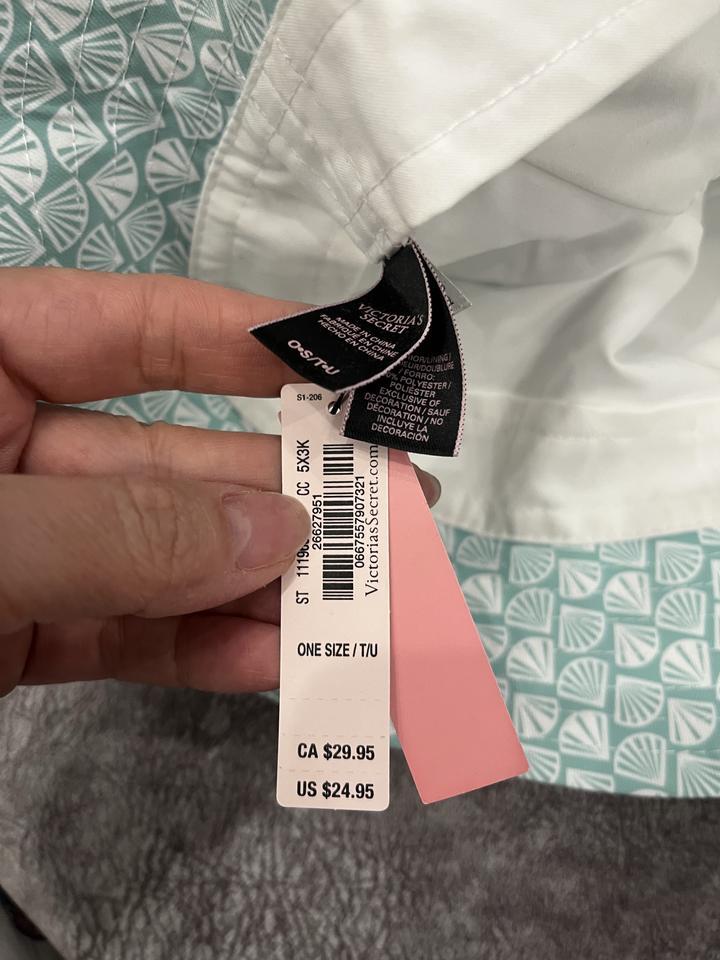 VICTORIA'S
SECRET
MADE IN CHINA
FABRIQUÉ EN CHINE
HECHO EN CHINA
O•S/T•U
/ FORRO:
POLYESTER /
POLIÉSTER
EXCLUSIVE OF
DECORATION / SAUF
DÉCORATION / NO
INCLUYE LA
DECORACIÓN
S1-206
ST CC 5X3K
26627951
0667557907321
VictoriasSecret.com
ONE SIZE / T/U
CA $29.95
US $24.95